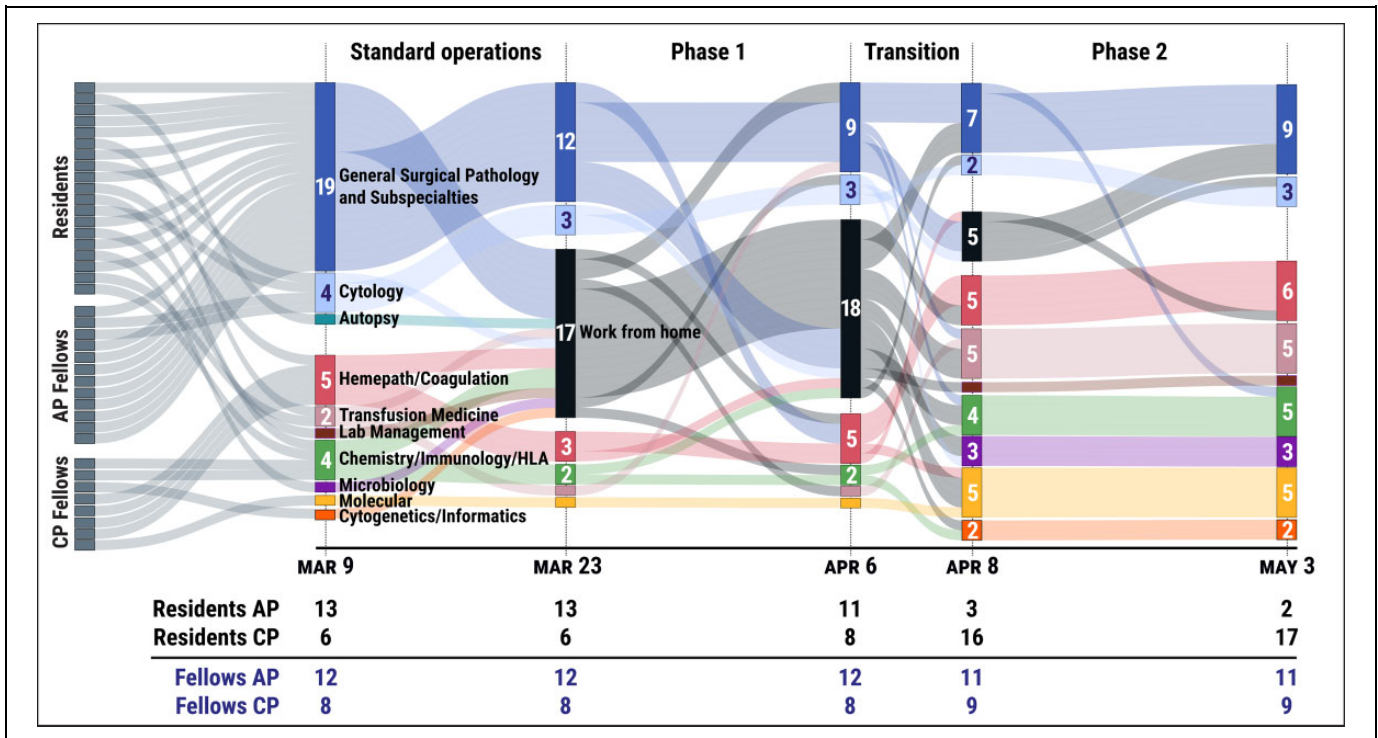 Standard operations Phase 1 Transition Phase 2
Residents
AP Fellows
CP Fellows
19 General Surgical Pathology
and Subspecialties
4 Cytology
Autopsy
5 Hemepath/Coagulation
2 Transfusion Medicine
Lab Management
4 Chemistry/Immunology/HLA
Microbiology
Molecular
Cytogenetics/Informatics
12
3
17 Work from home
3
2
9
3
18
5
2
7
2
5
5
5
4
3
5
2
9
3
6
5
5
3
5
2
MAR 9 MAR 23 APR 6 APR 8 MAY 3
Residents AP 13 13 11 3 2
Residents CP 6 6 8 16 17
Fellows AP 12 12 12 11 11
Fellows CP 8 8 8 9 9